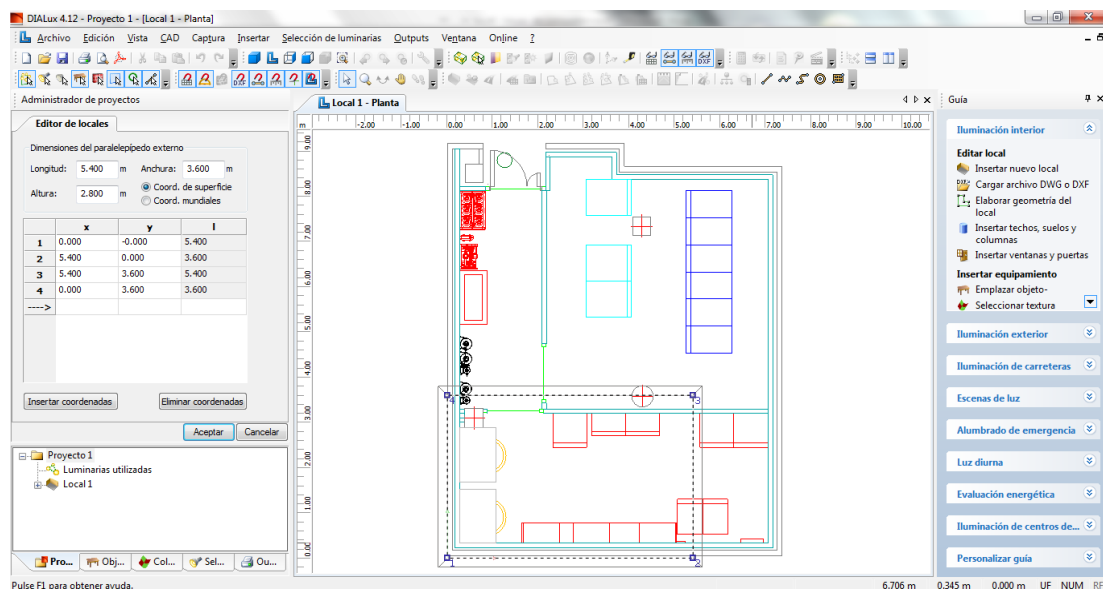 DIALux 4.12 - Proyecto 1 - [Local 1 - Planta]
Archivo Edición Vista CAD Captura Insertar Selección de luminarias Outputs Ventana Online ?
Administrador de proyectos
Editor de locales
Dimensiones del paralelepípedo externo
Longitud: 5.400 m Anchura: 3.600 m
Altura: 2.800 m
Coord. de superficie
Coord. mundiales
x y l
1 0.000 -0.000 5.400
2 5.400 0.000 3.600
3 5.400 3.600 5.400
4 0.000 3.600 3.600
---->
Insertar coordenadas Eliminar coordenadas
Aceptar Cancelar
Proyecto 1
Luminarias utilizadas
Local 1
Pro... Obj... Col... Sel... Ou...
Pulse F1 para obtener ayuda.
Local 1 - Planta
m -2.00 -1.00 0.00 1.00 2.00 3.00 4.00 5.00 6.00 7.00 8.00 9.00 10.00
9.00
8.00
7.00
6.00
5.00
4.00
3.00
2.00
1.00
0.00
4 3
1 2
Guía
Iluminación interior
Editar local
Insertar nuevo local
Cargar archivo DWG o DXF
Elaborar geometría del
local
Insertar techos, suelos y
columnas
Insertar ventanas y puertas
Insertar equipamiento
Emplazar objeto-
Seleccionar textura
Iluminación exterior
Iluminación de carreteras
Escenas de luz
Alumbrado de emergencia
Luz diurna
Evaluación energética
Iluminación de centros de...
Personalizar guía
6.706 m 0.345 m 0.000 m UF NUM RF